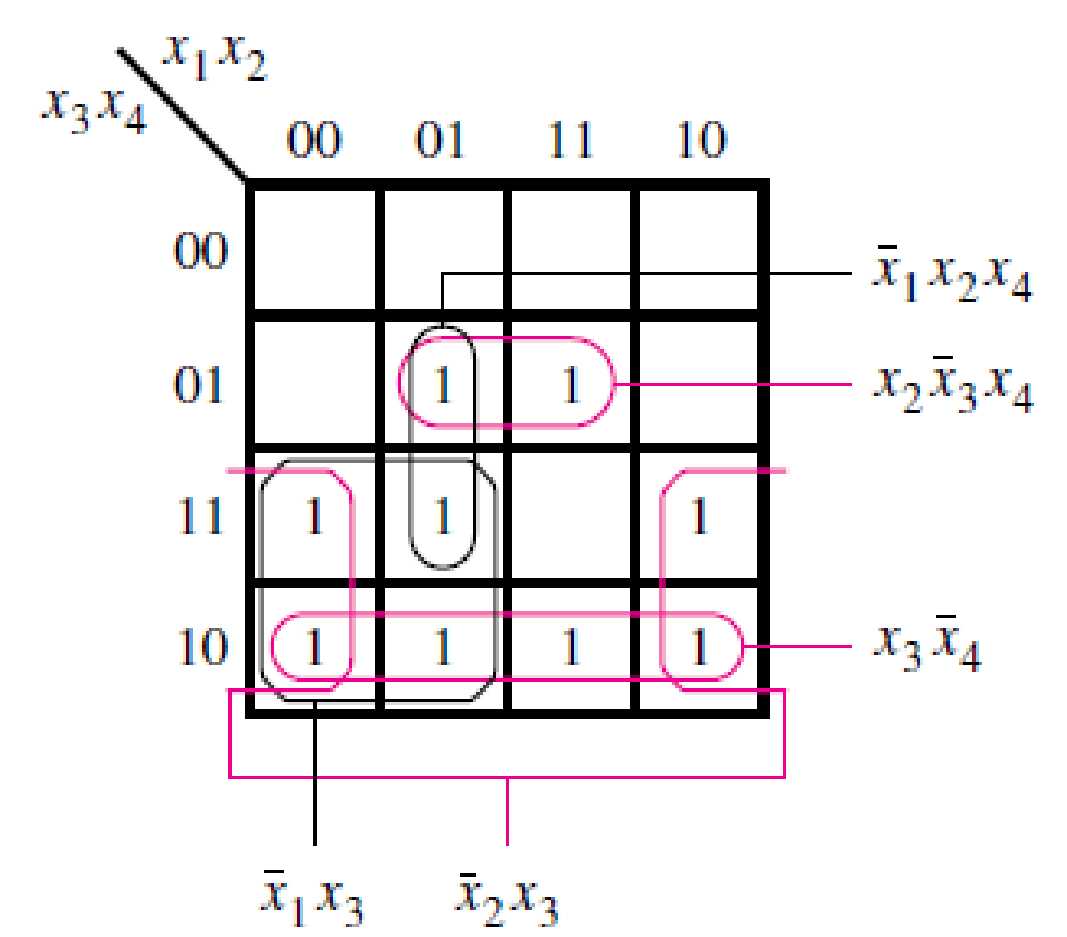 x₁x₂
x₃x₄
00 01 11 10
00
x̄₁x₂x₄
01 1 1 x₂x̄₃x₄
11 1 1 1
10 1 1 1 1 x₃x̄₄
x̄₁x₃ x̄₂x₃